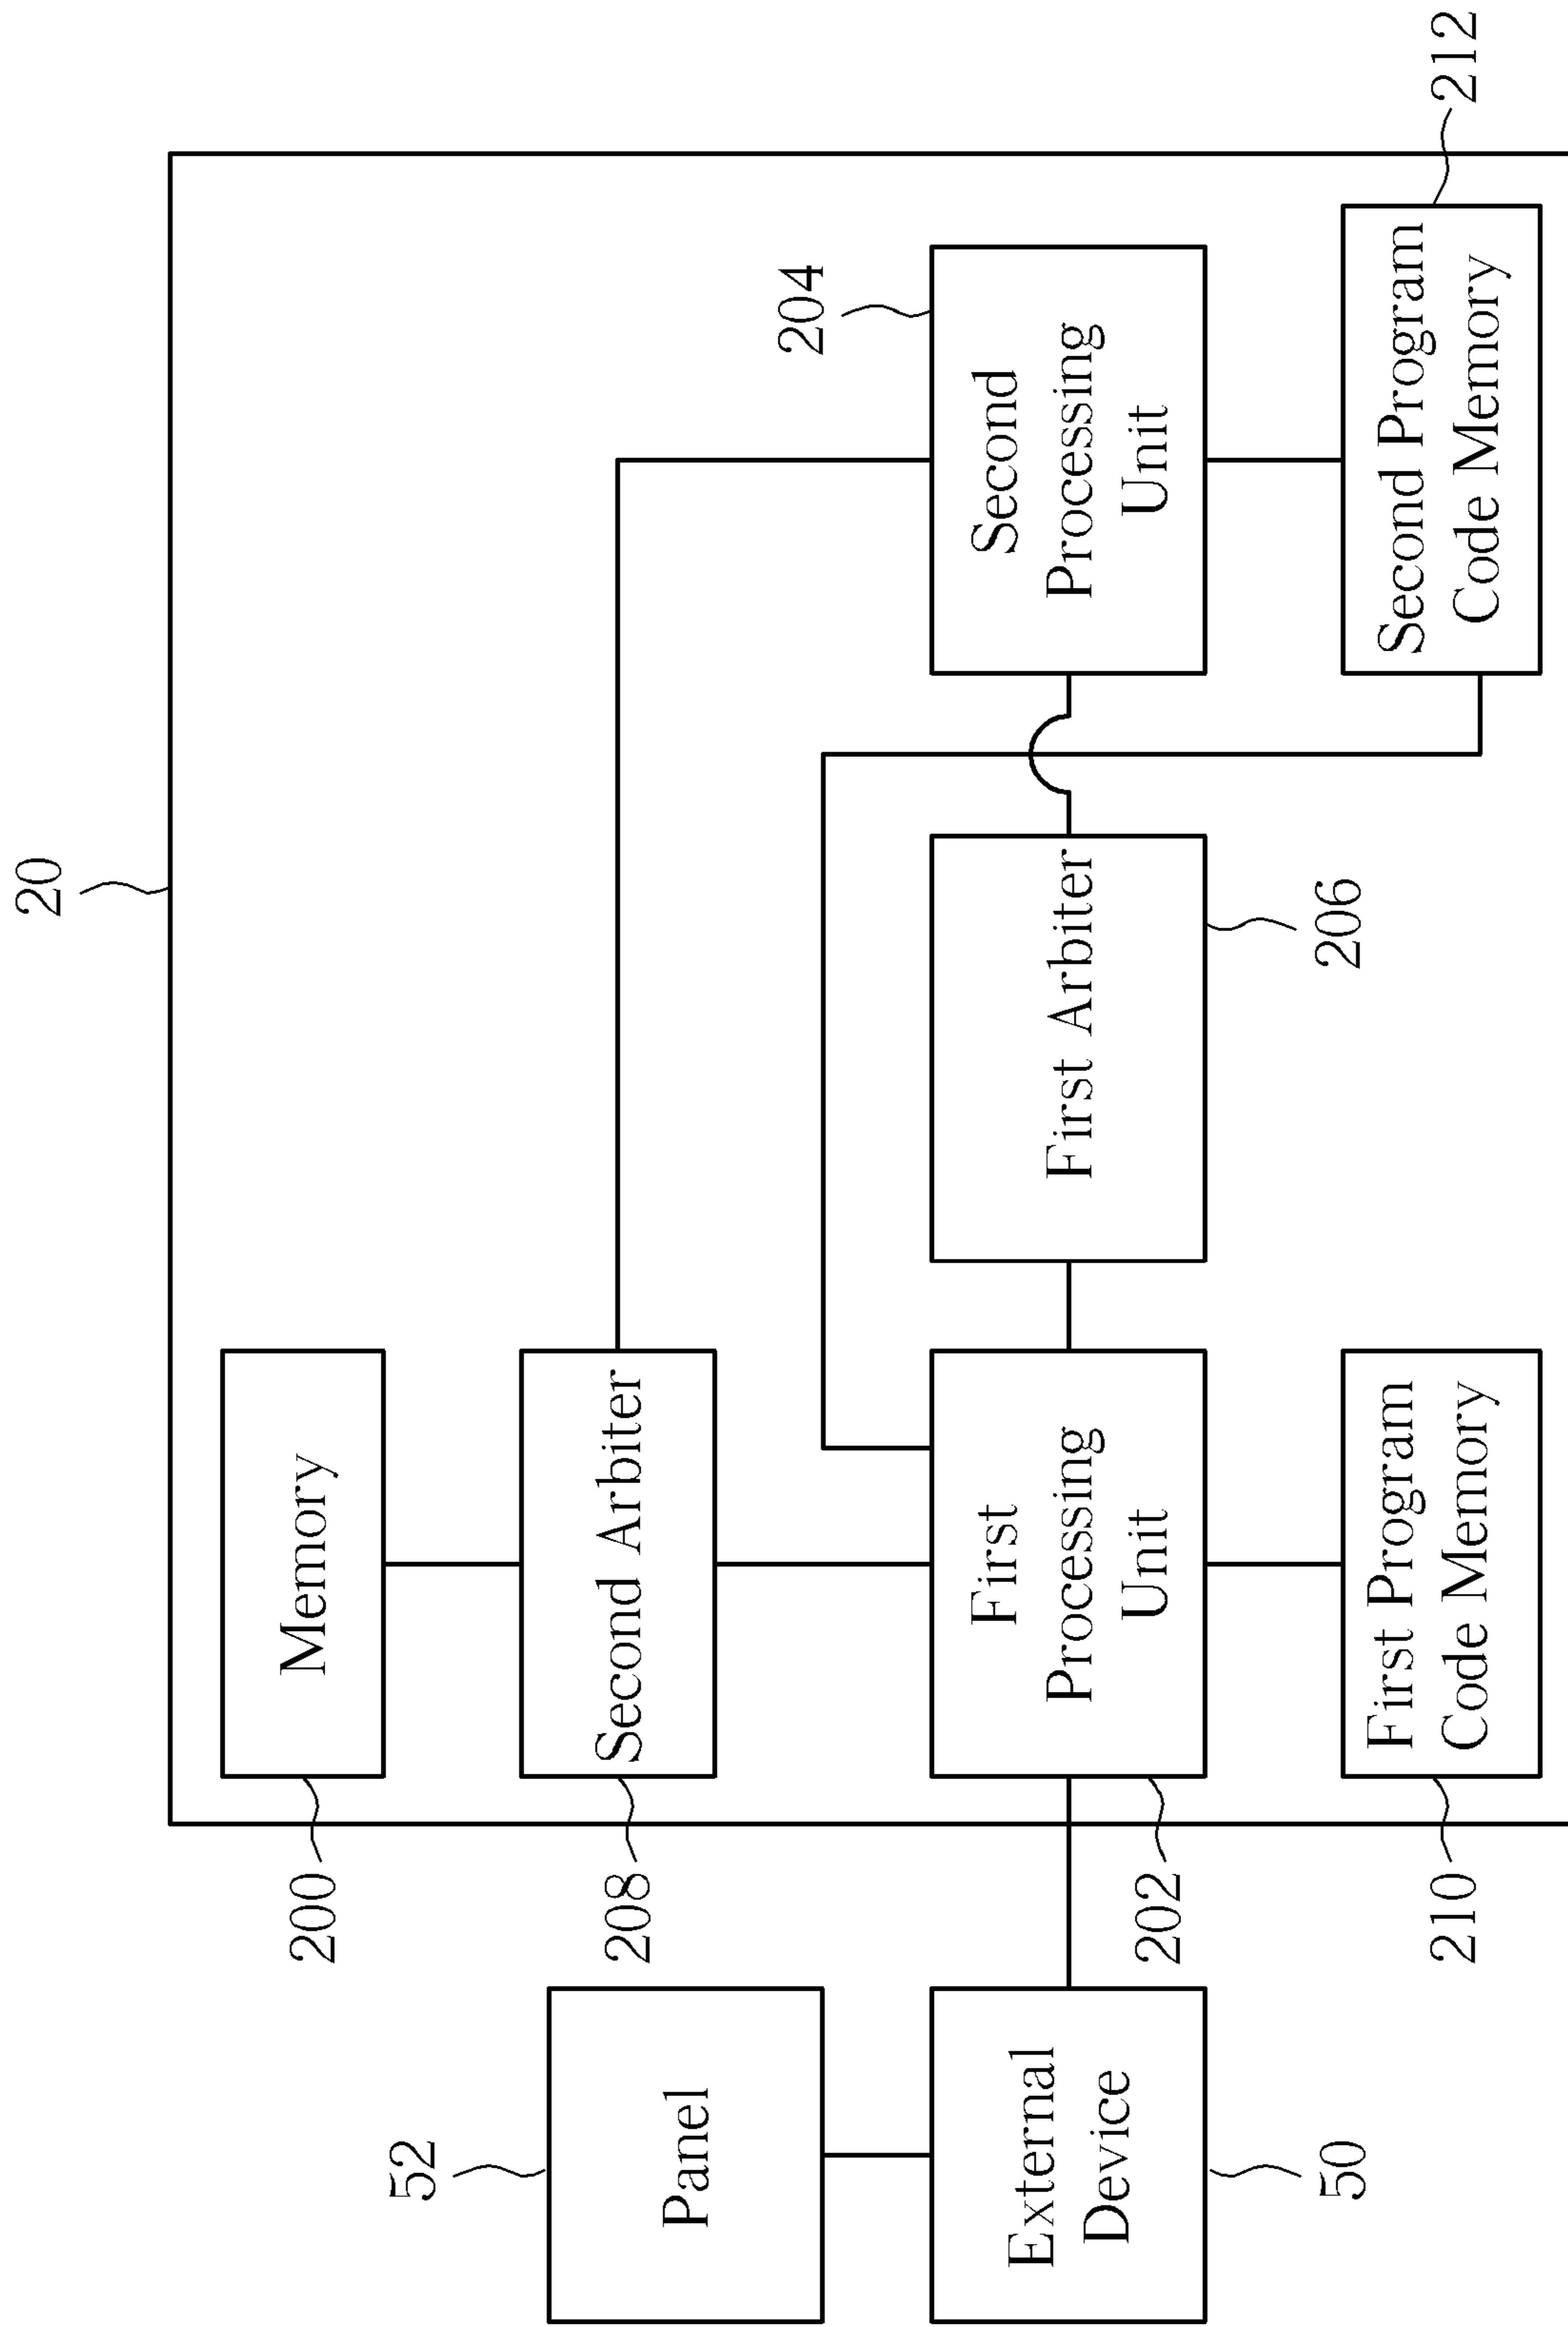 20
200
Memory
52
208
Second Arbiter
Panel
204
External
Device
202
First
Processing
Unit
First Arbiter
Second
Processing
Unit
50
206
210
First Program
Code Memory
Second Program
Code Memory
212